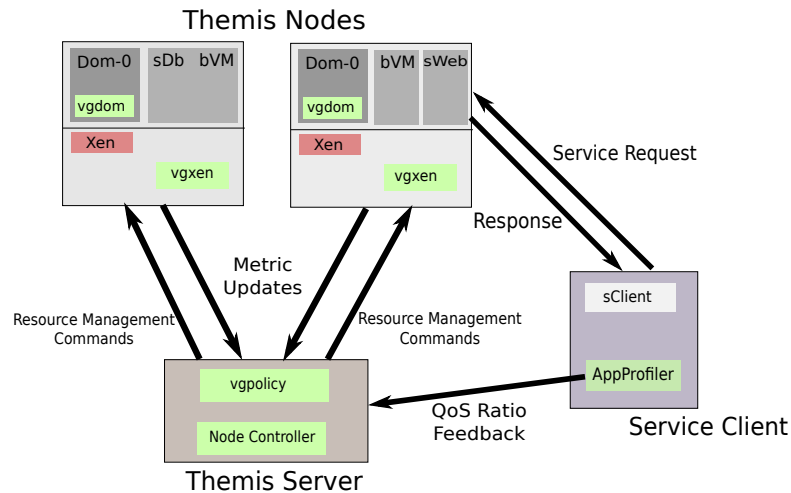 Themis Nodes
Dom-0
sDb bVM
vgdom
Xen
vgxen
Dom-0
bVM
sWeb
vgdom
Xen
vgxen
Service Request
Response
Metric
Updates
Resource Management
Commands
Resource Management
Commands
sClient
AppProfiler
Service Client
QoS Ratio
Feedback
vgpolicy
Node Controller
Themis Server